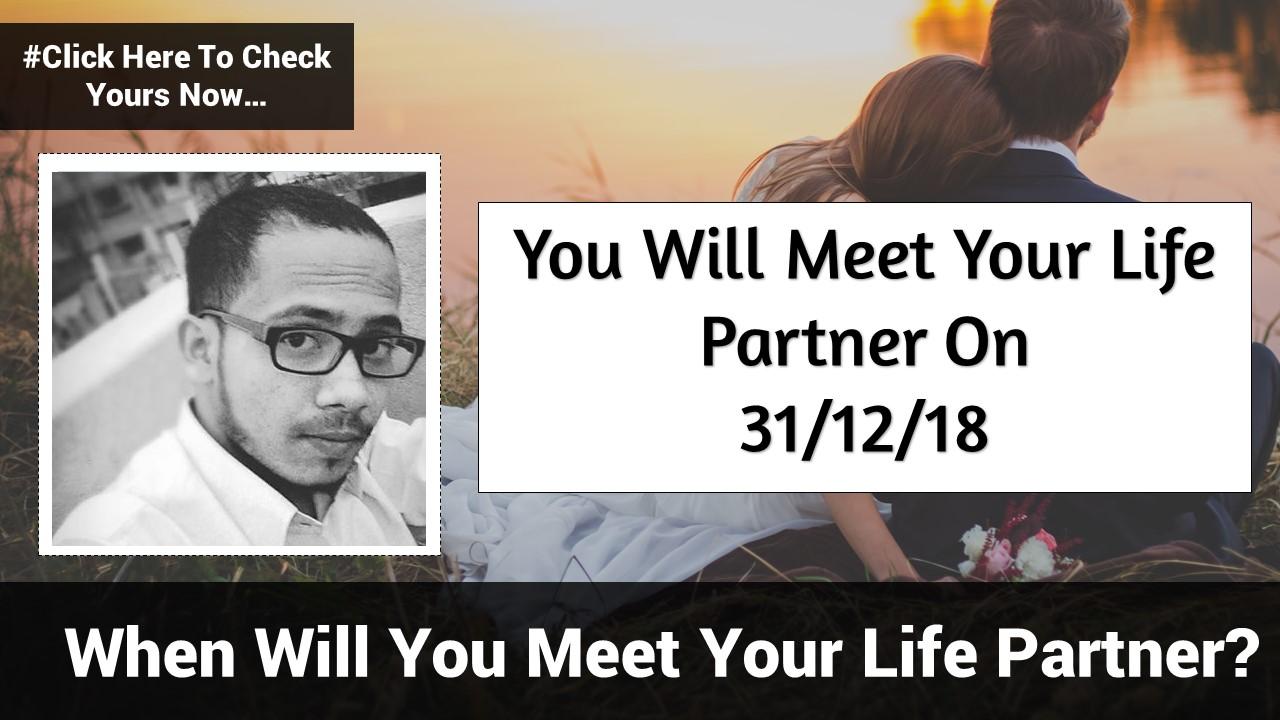 #Click Here To Check
Yours Now...
You Will Meet Your Life
Partner On
31/12/18
When Will You Meet Your Life Partner?